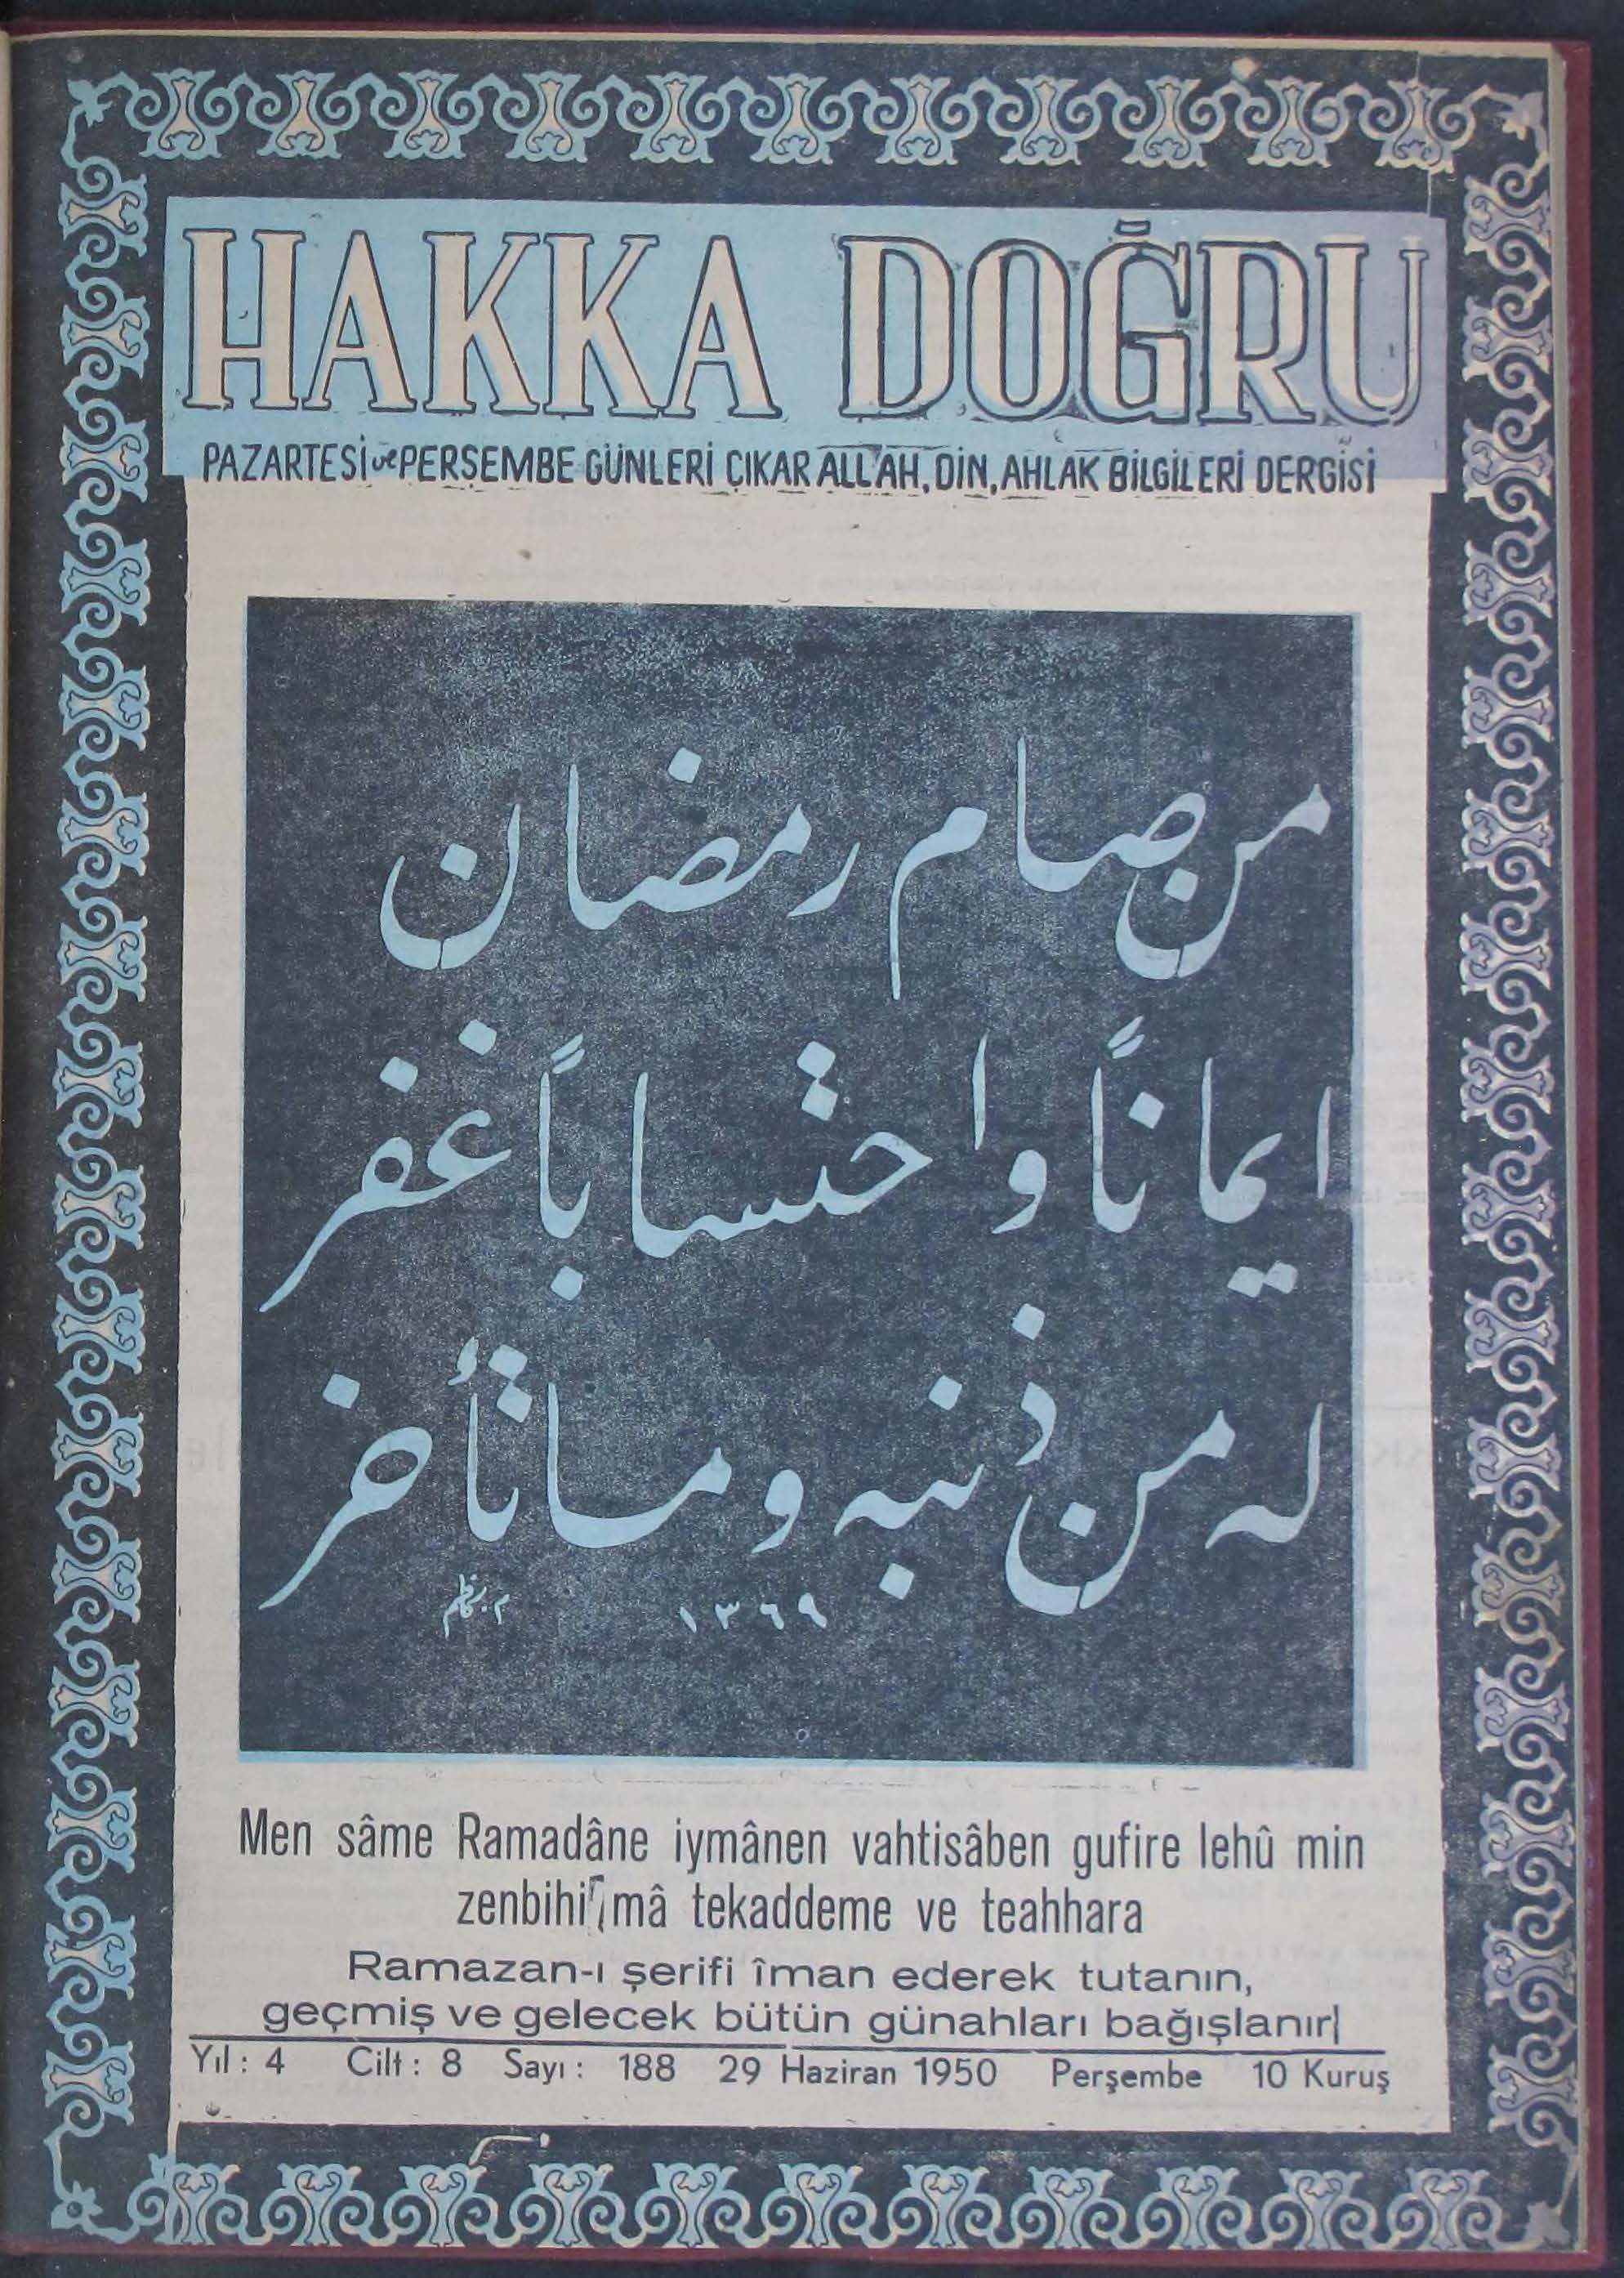 HAKKA DOĞRU
PAZARTESİ ve PERŞEMBE GÜNLERİ ÇIKAR ALLAH, DİN, AHLAK BİLGİLERİ DERGİSİ
من صام رمضان
ايماناً واحتساباً غفر
له من ذنبه وما تأخر
١٣٦٩
Men sâme Ramadâne iymânen vahtisâben gufire lehû min
zenbihi mâ tekaddeme ve teahhara
Ramazan-ı şerifi îman ederek tutanın,
geçmiş ve gelecek bütün günahları bağışlanır
Yıl : 4 Cilt : 8 Sayı : 188 29 Haziran 1950 Perşembe 10 Kuruş